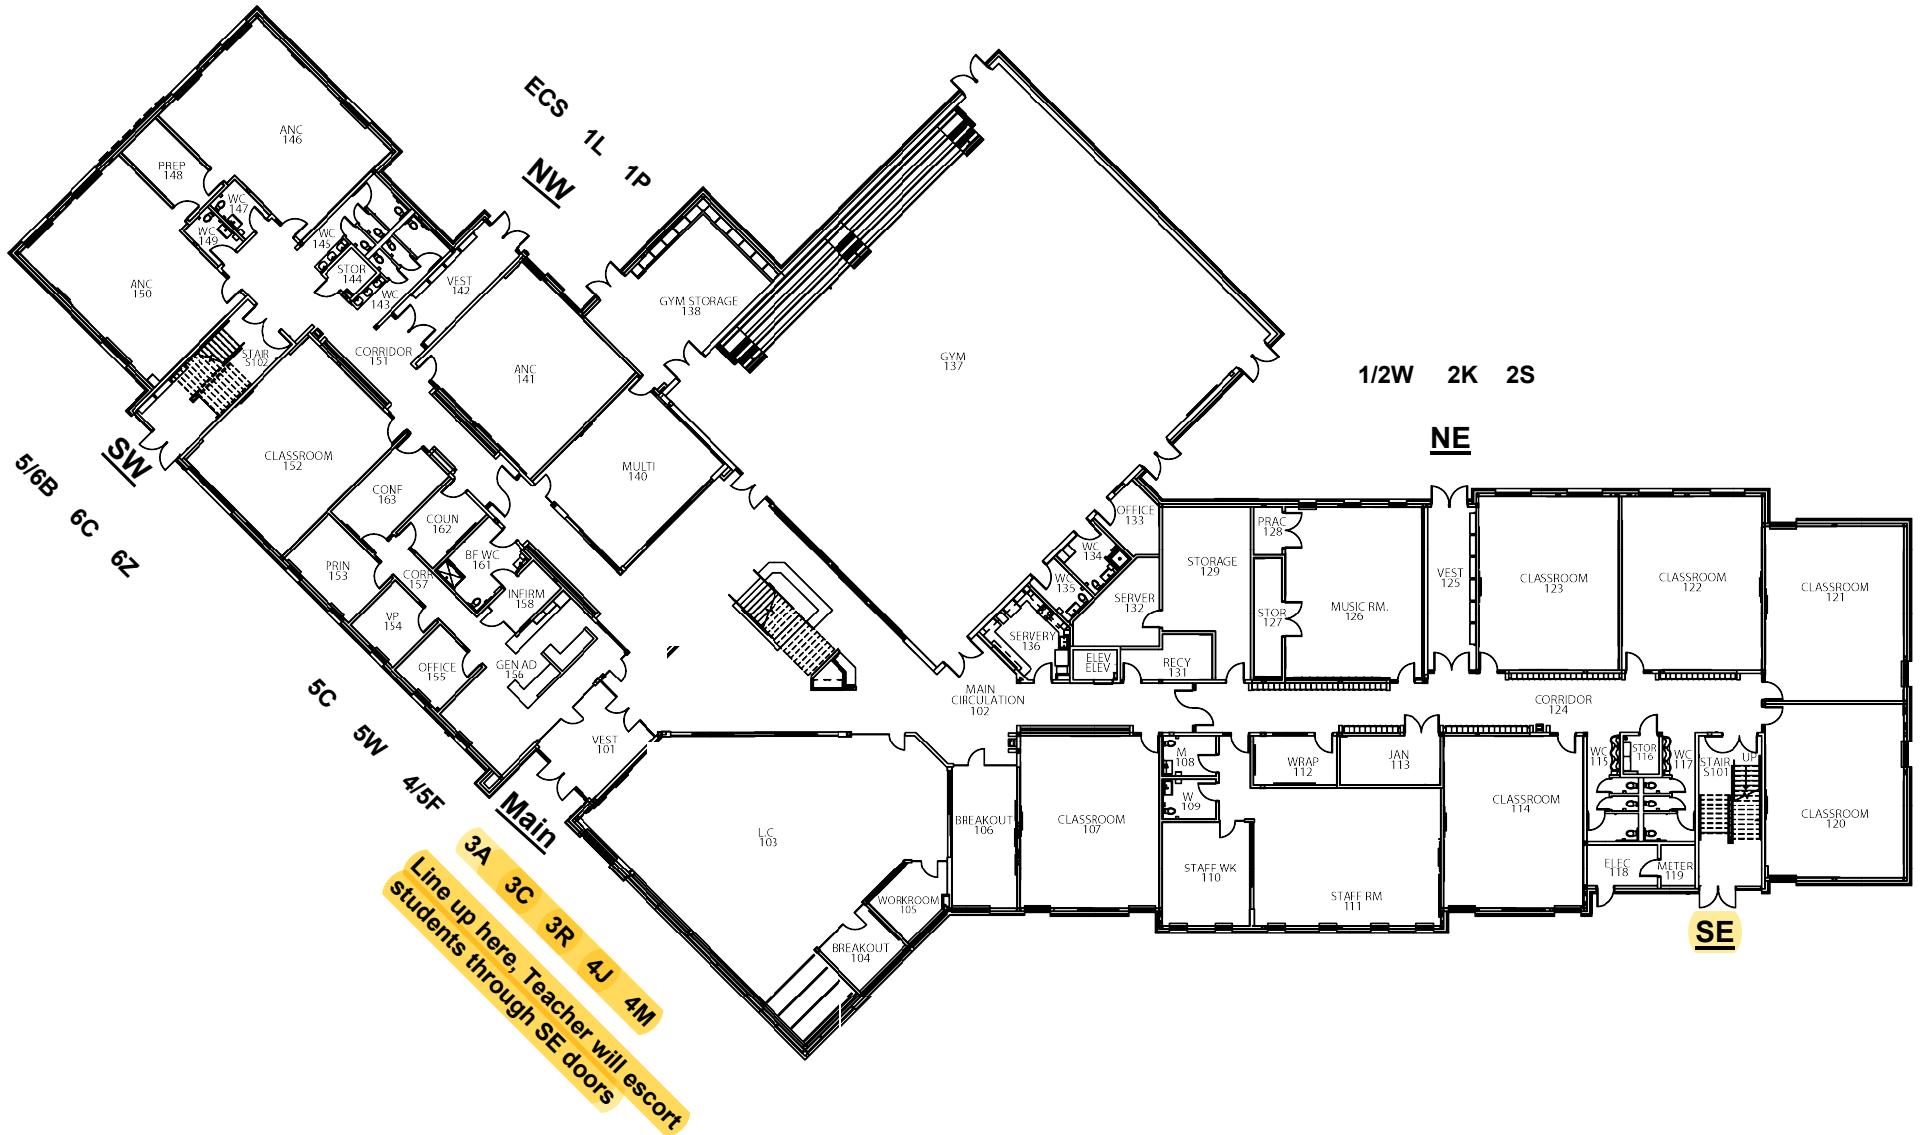 ANC
146
PREP
148
WC
147
WC
149
ANC
150
WC
145
STOR
144
WC
143
VEST
142
STAIR
S102
CORRIDOR
151
ECS 1L 1P
NW
GYM STORAGE
138
GYM
137
ANC
141
MULTI
140
CLASSROOM
152
CONF
163
COUN
162
BF WC
161
PRIN
153
CORR
157
INFIRM
158
VP
154
OFFICE
155
GEN AD
156
VEST
101
SW
5/6B 6C 6Z
5C 5W 4/5F
Main
3A 3C 3R 4J 4M
Line up here, Teacher will escort
students through SE doors
1/2W 2K 2S
NE
OFFICE
133
WC
134
WC
135
SERVER
132
SERVERY
136
ELEV
ELEV
RECY
131
STORAGE
129
PRAC
128
STOR
127
MUSIC RM.
126
VEST
125
CLASSROOM
123
CLASSROOM
122
CLASSROOM
121
MAIN
CIRCULATION
102
CORRIDOR
124
L.C
103
BREAKOUT
104
WORKROOM
105
BREAKOUT
106
CLASSROOM
107
M
108
W
109
STAFF WK
110
WRAP
112
JAN
113
STAFF RM
111
CLASSROOM
114
WC
115
STOR
116
WC
117
STAIR
S101
UP
ELEC
118
METER
119
CLASSROOM
120
SE